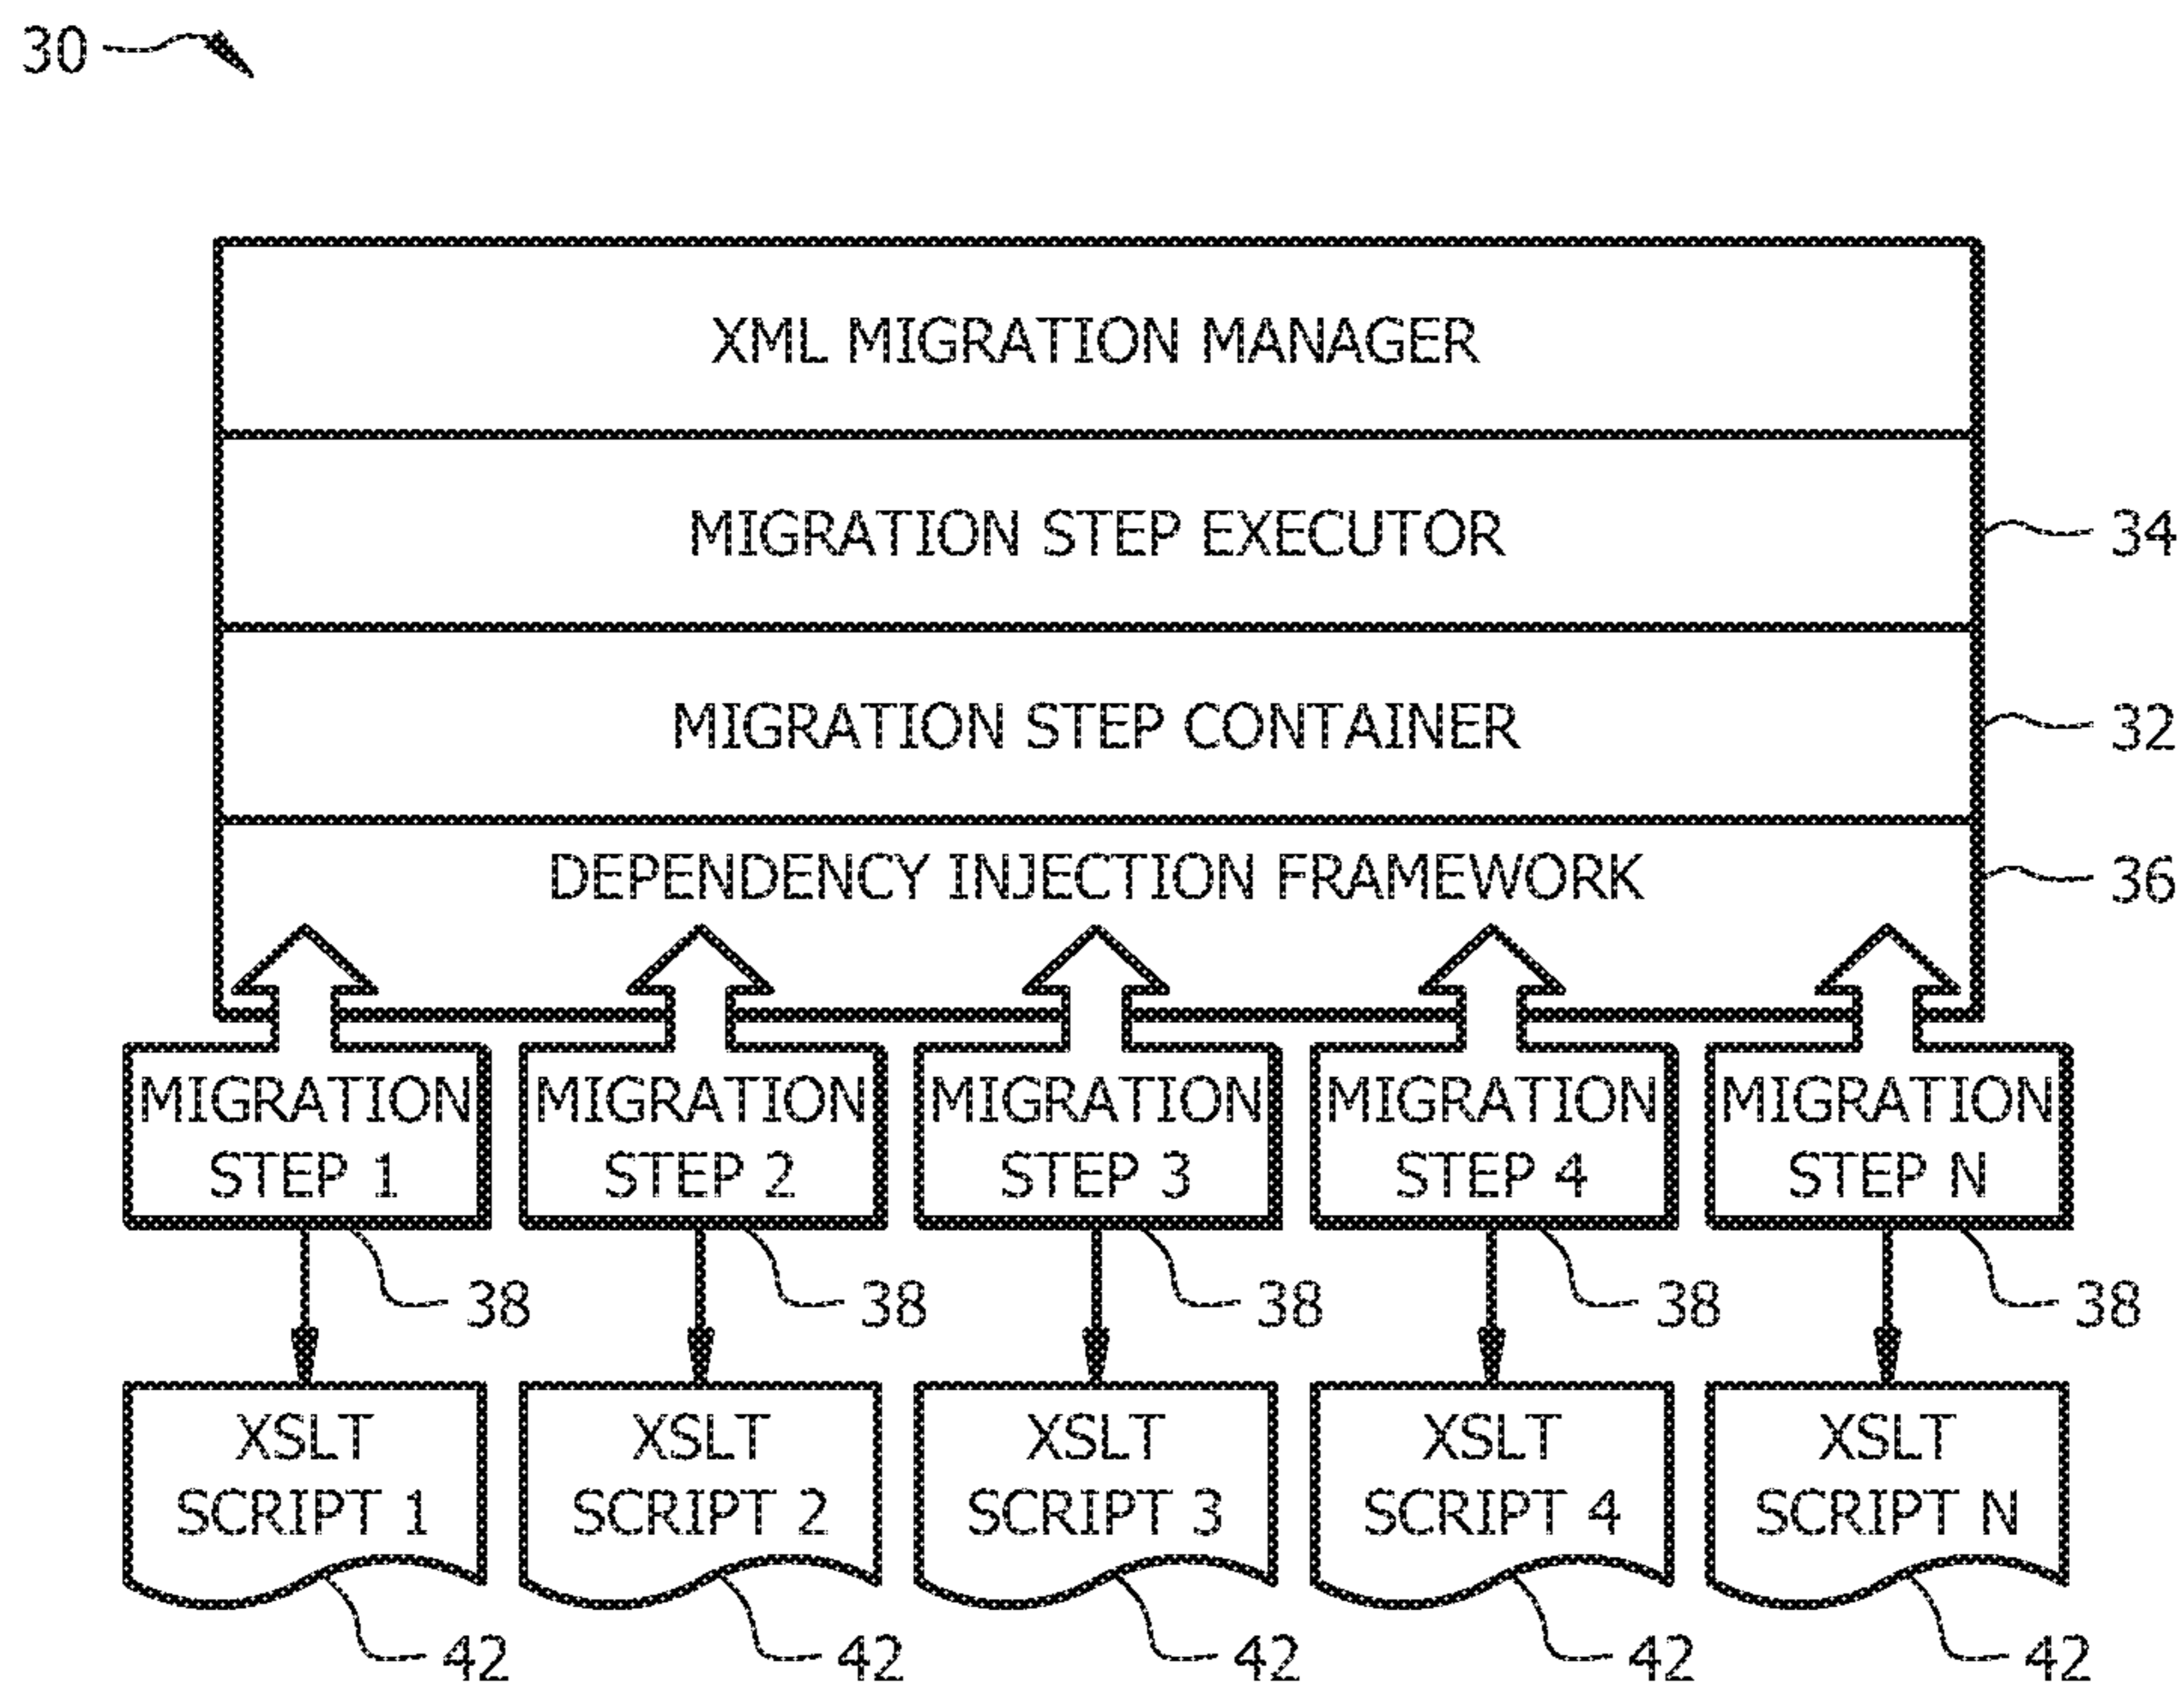 30
XML MIGRATION MANAGER
MIGRATION STEP EXECUTOR
34
MIGRATION STEP CONTAINER
32
DEPENDENCY INJECTION FRAMEWORK
36
MIGRATION
STEP 1
MIGRATION
STEP 2
MIGRATION
STEP 3
MIGRATION
STEP 4
MIGRATION
STEP N
38
38
38
38
38
XSLT
SCRIPT 1
XSLT
SCRIPT 2
XSLT
SCRIPT 3
XSLT
SCRIPT 4
XSLT
SCRIPT N
42
42
42
42
42